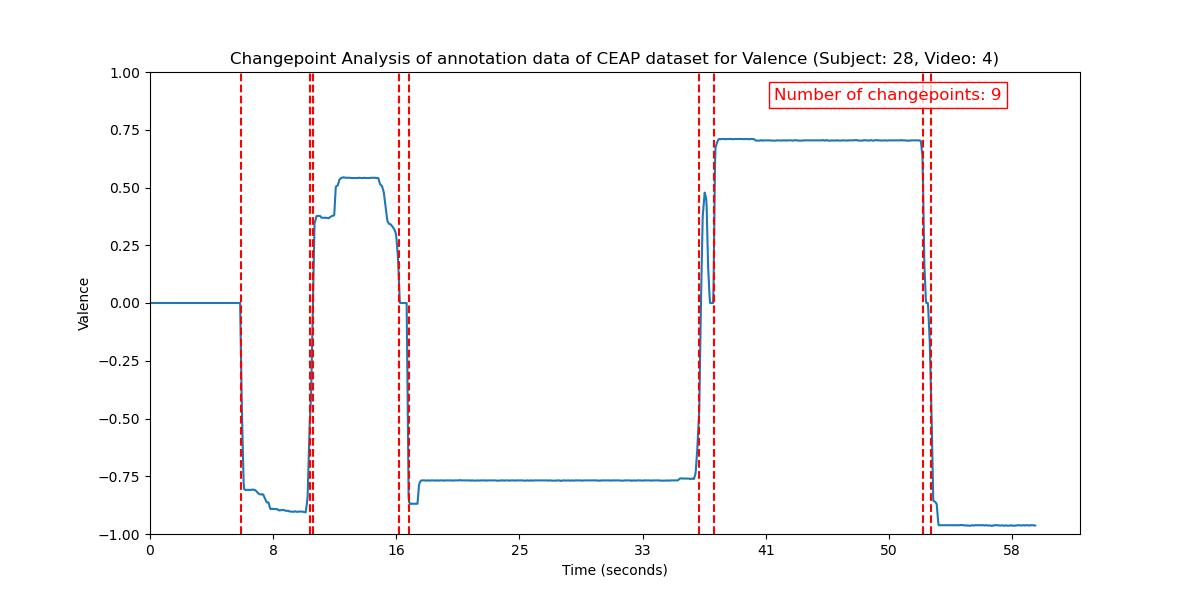 Changepoint Analysis of annotation data of CEAP dataset for Valence (Subject: 28, Video: 4)
Number of changepoints: 9
1.00
0.75
0.50
0.25
0.00
−0.25
−0.50
−0.75
−1.00
Valence
0 8 16 25 33 41 50 58
Time (seconds)